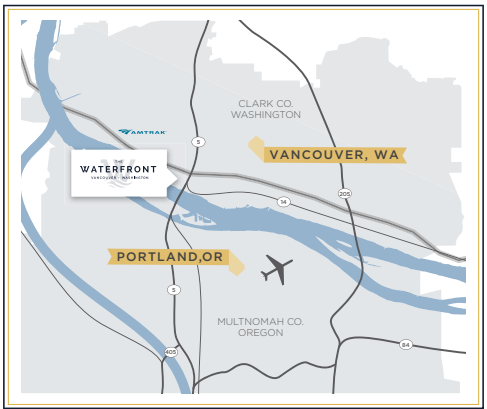 CLARK CO.
WASHINGTON
AMTRAK
5
VANCOUVER, WA
THE
WATERFRONT
VANCOUVER • WASHINGTON
205
14
PORTLAND,OR
5
MULTNOMAH CO.
OREGON
84
405